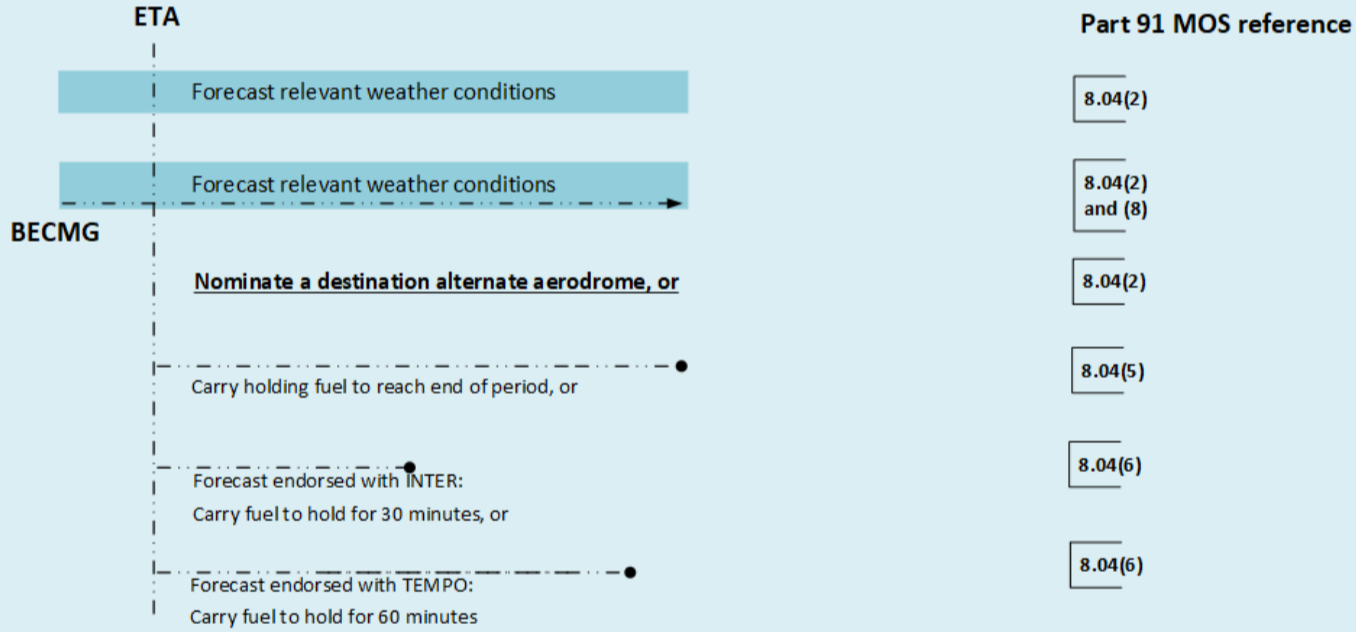 ETA
Part 91 MOS reference
Forecast relevant weather conditions
8.04(2)
Forecast relevant weather conditions
8.04(2)
and (8)
BECMG
Nominate a destination alternate aerodrome, or
8.04(2)
Carry holding fuel to reach end of period, or
8.04(5)
Forecast endorsed with INTER:
Carry fuel to hold for 30 minutes, or
8.04(6)
Forecast endorsed with TEMPO:
Carry fuel to hold for 60 minutes
8.04(6)